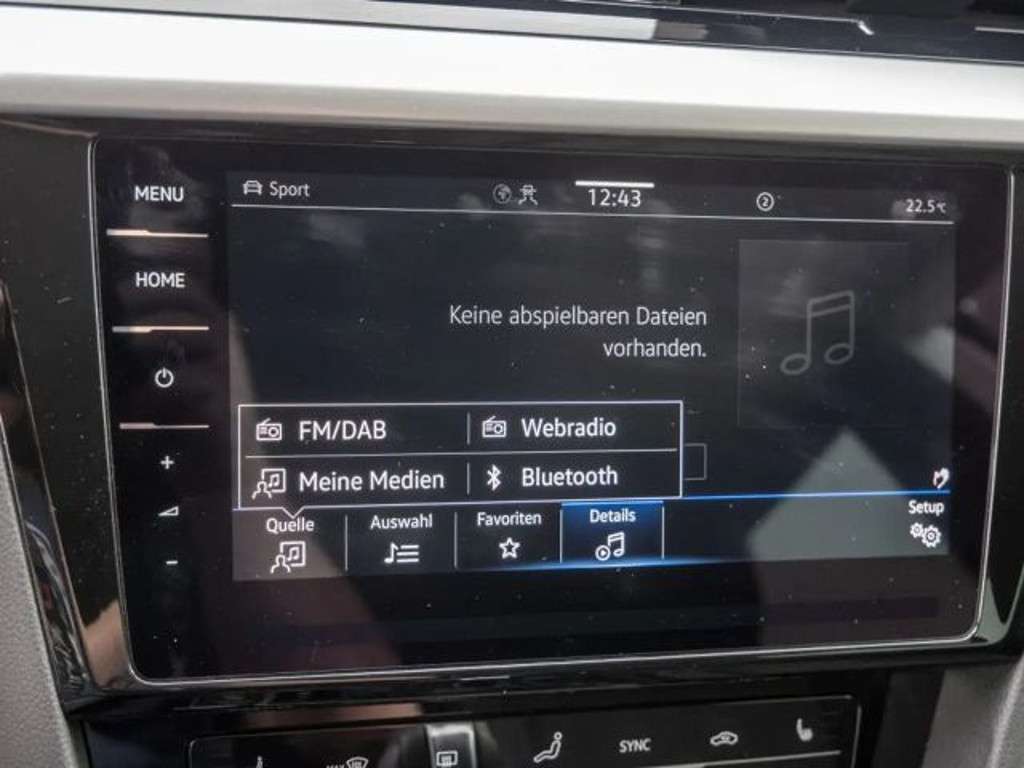 MENU
HOME
+
-
Sport
12:43
2
22.5°C
Keine abspielbaren Dateien
vorhanden.
FM/DAB
Webradio
Meine Medien
Bluetooth
Quelle
Auswahl
Favoriten
Details
Setup
SYNC